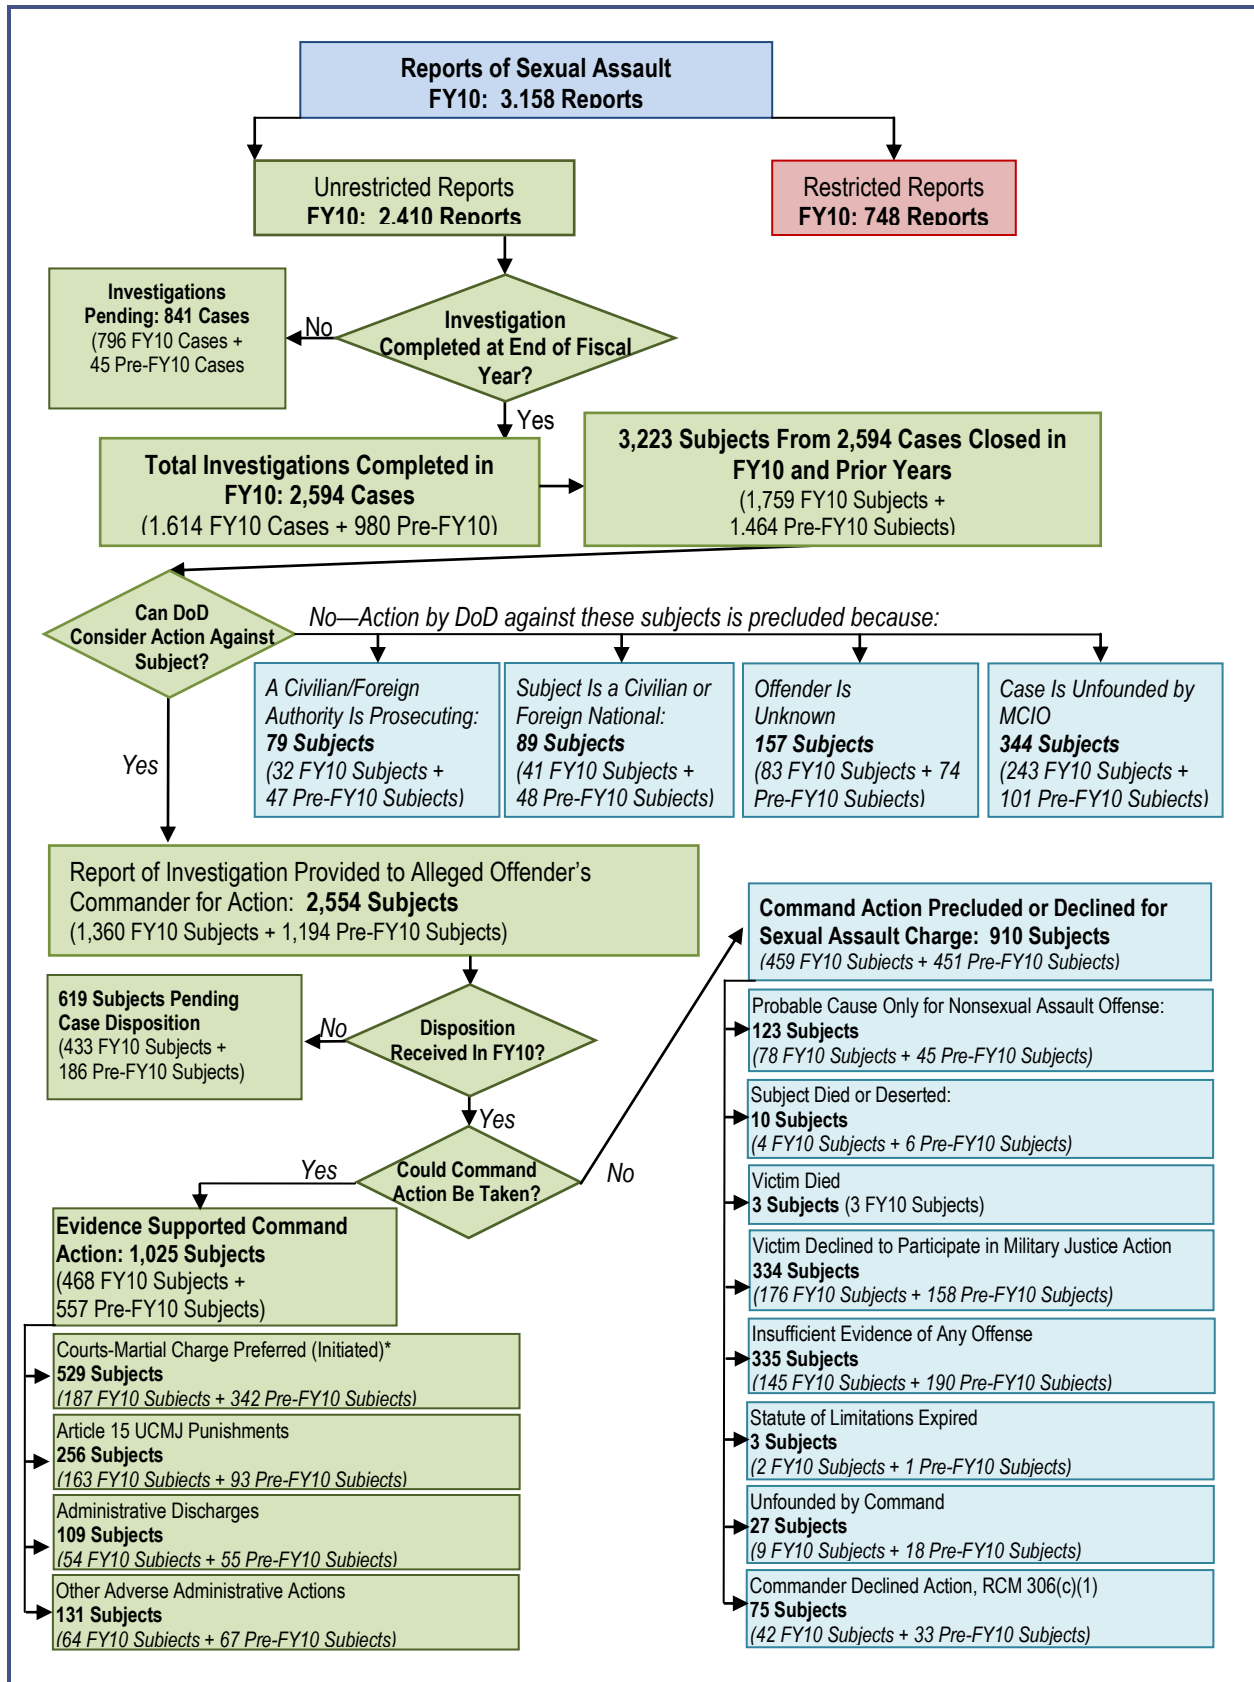 Reports of Sexual Assault
FY10: 3,158 Reports
Unrestricted Reports
FY10: 2,410 Reports
Restricted Reports
FY10: 748 Reports
Investigations
Pending: 841 Cases
(796 FY10 Cases +
45 Pre-FY10 Cases
No
Investigation
Completed at End of Fiscal
Year?
Yes
Total Investigations Completed in
FY10: 2,594 Cases
(1,614 FY10 Cases + 980 Pre-FY10)
3,223 Subjects From 2,594 Cases Closed in
FY10 and Prior Years
(1,759 FY10 Subjects +
1,464 Pre-FY10 Subjects)
Can DoD
Consider Action Against
Subject?
No—Action by DoD against these subjects is precluded because:
A Civilian/Foreign
Authority Is Prosecuting:
79 Subjects
(32 FY10 Subjects +
47 Pre-FY10 Subjects)
Subject Is a Civilian or
Foreign National:
89 Subjects
(41 FY10 Subjects +
48 Pre-FY10 Subjects)
Offender Is
Unknown
157 Subjects
(83 FY10 Subjects + 74
Pre-FY10 Subjects)
Case Is Unfounded by
MCIO
344 Subjects
(243 FY10 Subjects +
101 Pre-FY10 Subjects)
Yes
Report of Investigation Provided to Alleged Offender's
Commander for Action: 2,554 Subjects
(1,360 FY10 Subjects + 1,194 Pre-FY10 Subjects)
619 Subjects Pending
Case Disposition
(433 FY10 Subjects +
186 Pre-FY10 Subjects)
No
Disposition
Received In FY10?
Yes
Could Command
Action Be Taken?
Yes
No
Evidence Supported Command
Action: 1,025 Subjects
(468 FY10 Subjects +
557 Pre-FY10 Subjects)
Courts-Martial Charge Preferred (Initiated)*
529 Subjects
(187 FY10 Subjects + 342 Pre-FY10 Subjects)
Article 15 UCMJ Punishments
256 Subjects
(163 FY10 Subjects + 93 Pre-FY10 Subjects)
Administrative Discharges
109 Subjects
(54 FY10 Subjects + 55 Pre-FY10 Subjects)
Other Adverse Administrative Actions
131 Subjects
(64 FY10 Subjects + 67 Pre-FY10 Subjects)
Command Action Precluded or Declined for
Sexual Assault Charge: 910 Subjects
(459 FY10 Subjects + 451 Pre-FY10 Subjects)
Probable Cause Only for Nonsexual Assault Offense:
123 Subjects
(78 FY10 Subjects + 45 Pre-FY10 Subjects)
Subject Died or Deserted:
10 Subjects
(4 FY10 Subjects + 6 Pre-FY10 Subjects)
Victim Died
3 Subjects (3 FY10 Subjects)
Victim Declined to Participate in Military Justice Action
334 Subjects
(176 FY10 Subjects + 158 Pre-FY10 Subjects)
Insufficient Evidence of Any Offense
335 Subjects
(145 FY10 Subjects + 190 Pre-FY10 Subjects)
Statute of Limitations Expired
3 Subjects
(2 FY10 Subjects + 1 Pre-FY10 Subjects)
Unfounded by Command
27 Subjects
(9 FY10 Subjects + 18 Pre-FY10 Subjects)
Commander Declined Action, RCM 306(c)(1)
75 Subjects
(42 FY10 Subjects + 33 Pre-FY10 Subjects)